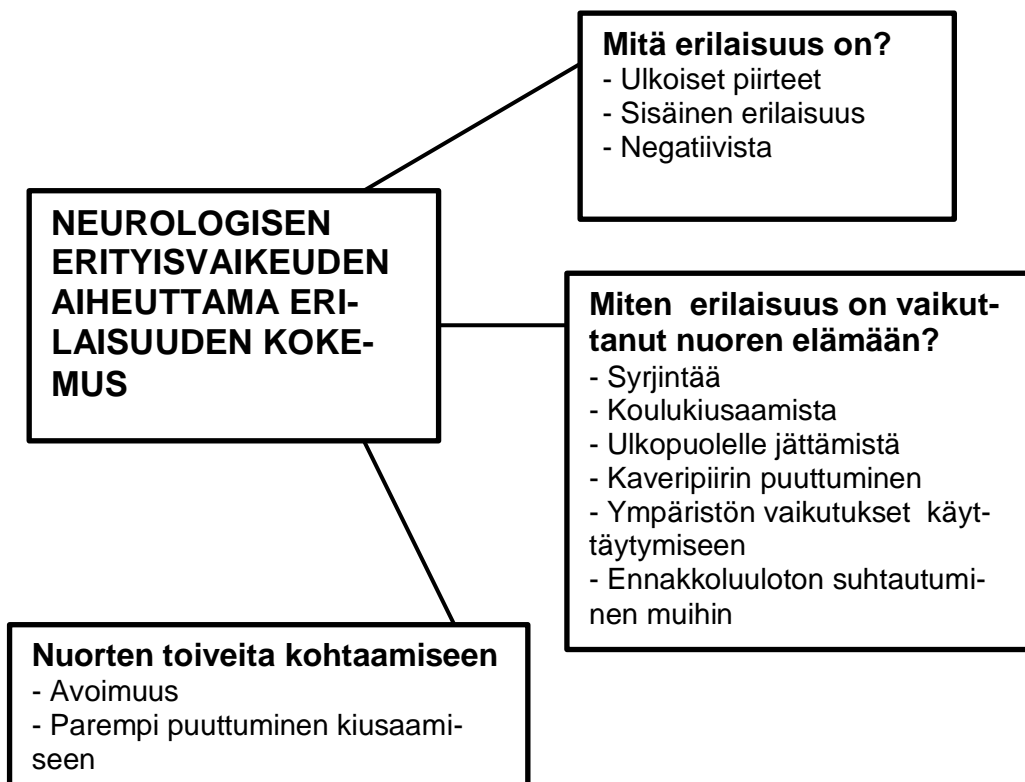 Mitä erilaisuus on?
- Ulkoiset piirteet
- Sisäinen erilaisuus
- Negatiivista
NEUROLOGISEN
ERITYISVAIKEUDEN
AIHEUTTAMA ERI-
LAISUUDEN KOKE-
MUS
Miten erilaisuus on vaikut-
tanut nuoren elämään?
- Syrjintää
- Koulukiusaamista
- Ulkopuolelle jättämistä
- Kaveripiirin puuttuminen
- Ympäristön vaikutukset käyt-
täytymiseen
- Ennakkoluuloton suhtautumi-
nen muihin
Nuorten toiveita kohtaamiseen
- Avoimuus
- Parempi puuttuminen kiusaami-
seen